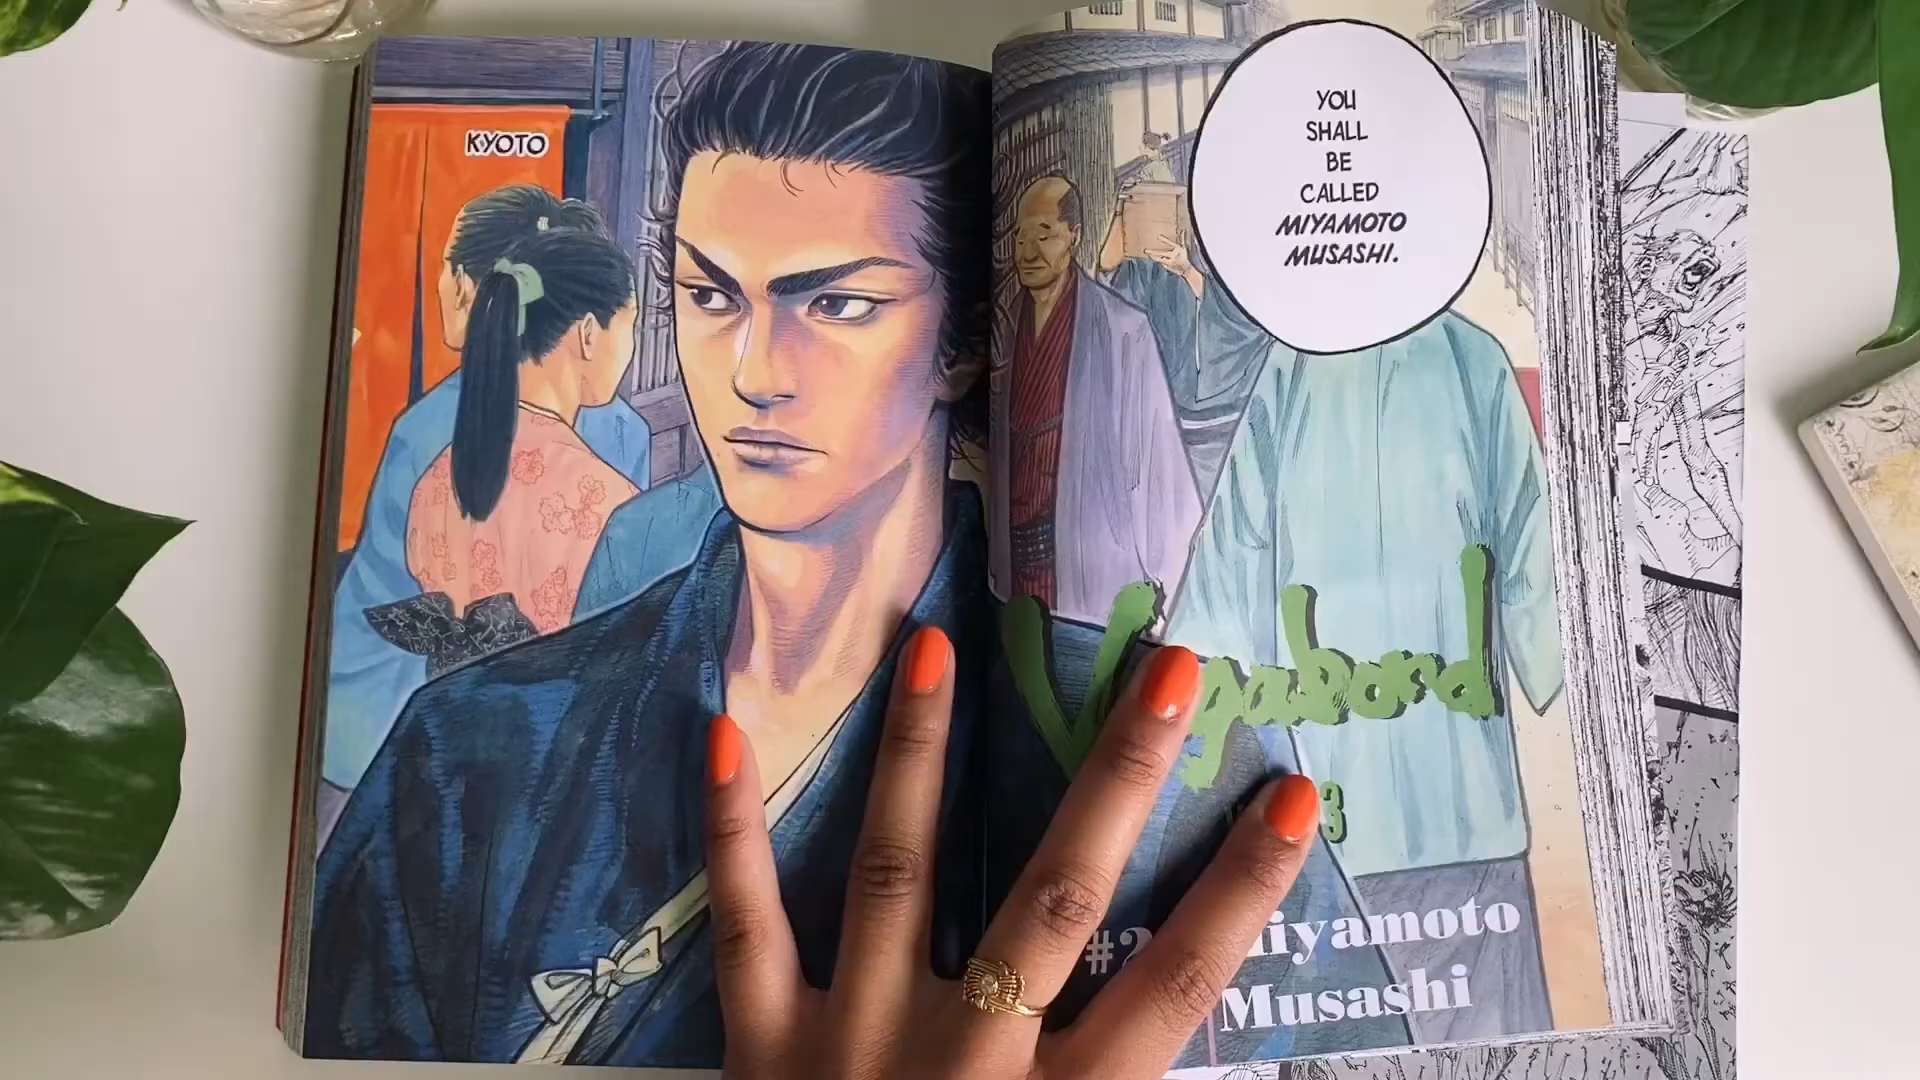 KYOTO
YOU
SHALL
BE
CALLED
MIYAMOTO
MUSASHI.
Vagabond
3
#2
Miyamoto
Musashi